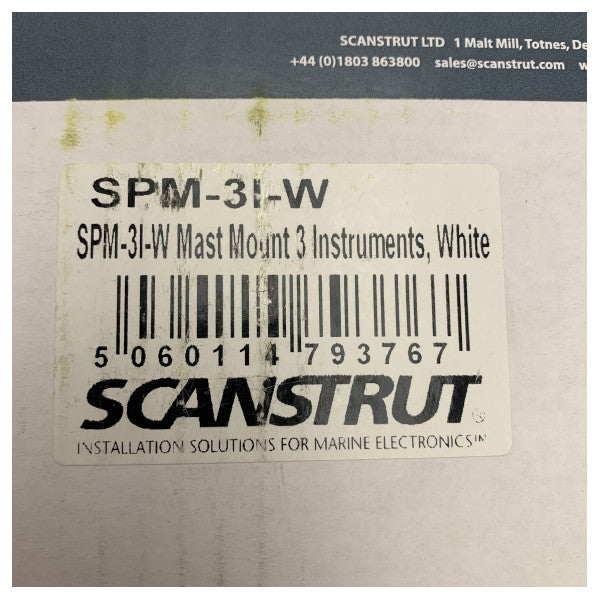 SCANSTRUT LTD 1 Malt Mill, Totnes, De
+44 (0)1803 863800 sales@scanstrut.com w
SPM-3I-W
SPM-3I-W Mast Mount 3 Instruments, White
5 060114 793767
SCANSTRUT®
INSTALLATION SOLUTIONS FOR MARINE ELECTRONICS™